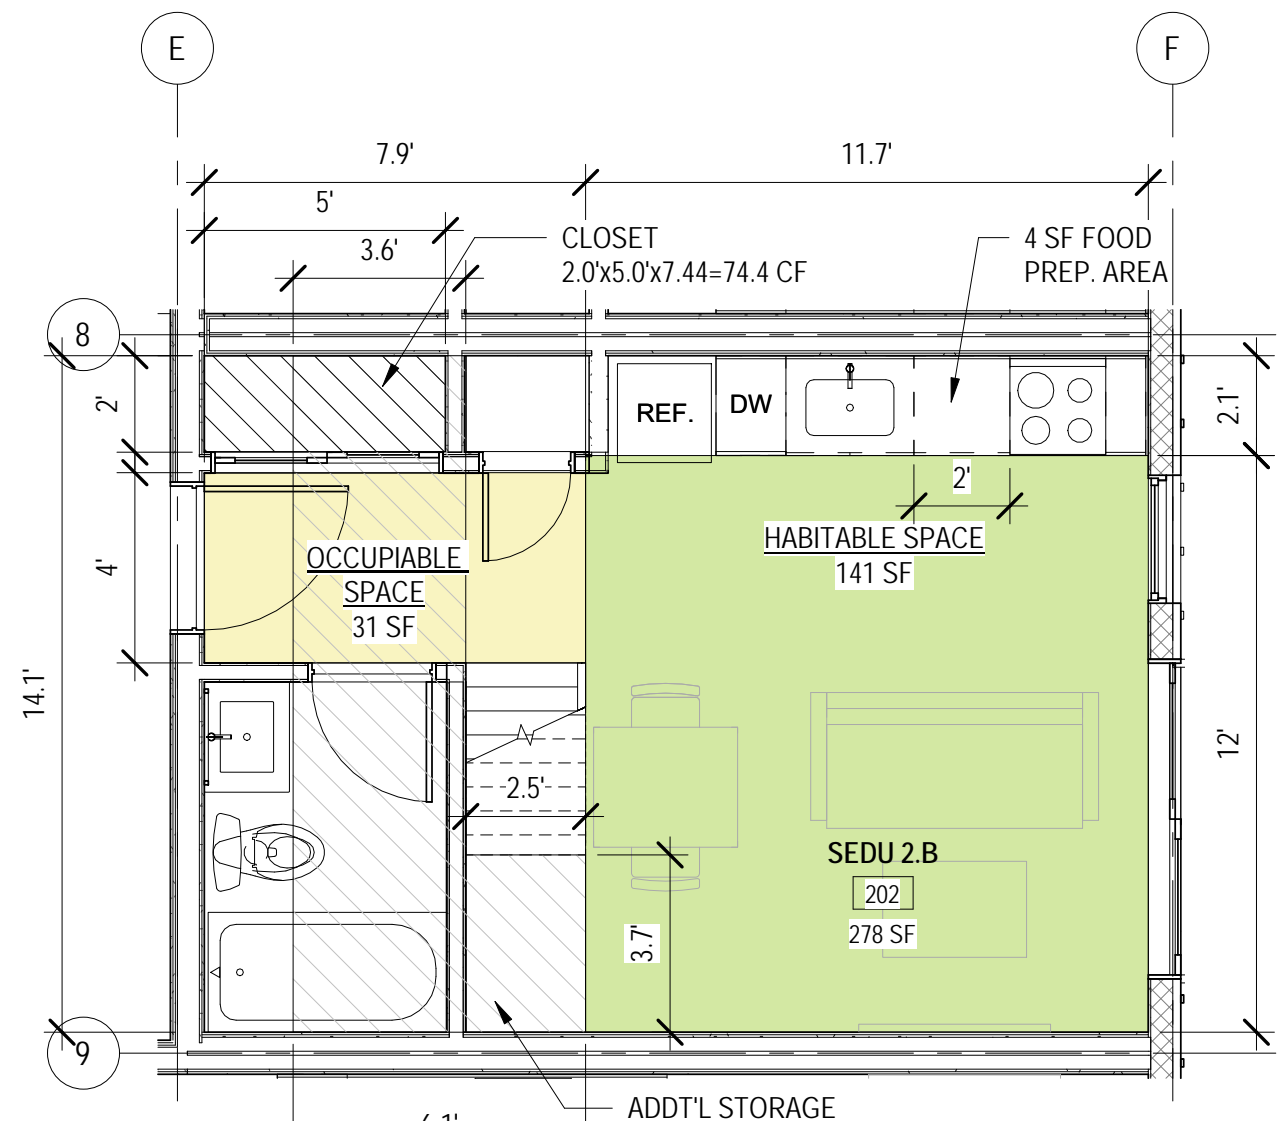 E
F
7.9'
11.7'
5'
3.6'
CLOSET
2.0'x5.0'x7.44=74.4 CF
4 SF FOOD
PREP. AREA
8
2'
REF.
DW
2.1'
2'
HABITABLE SPACE
141 SF
OCCUPIABLE
SPACE
31 SF
4'
14.1'
12'
2.5'
SEDU 2.B
202
278 SF
3.7'
9
ADDT'L STORAGE